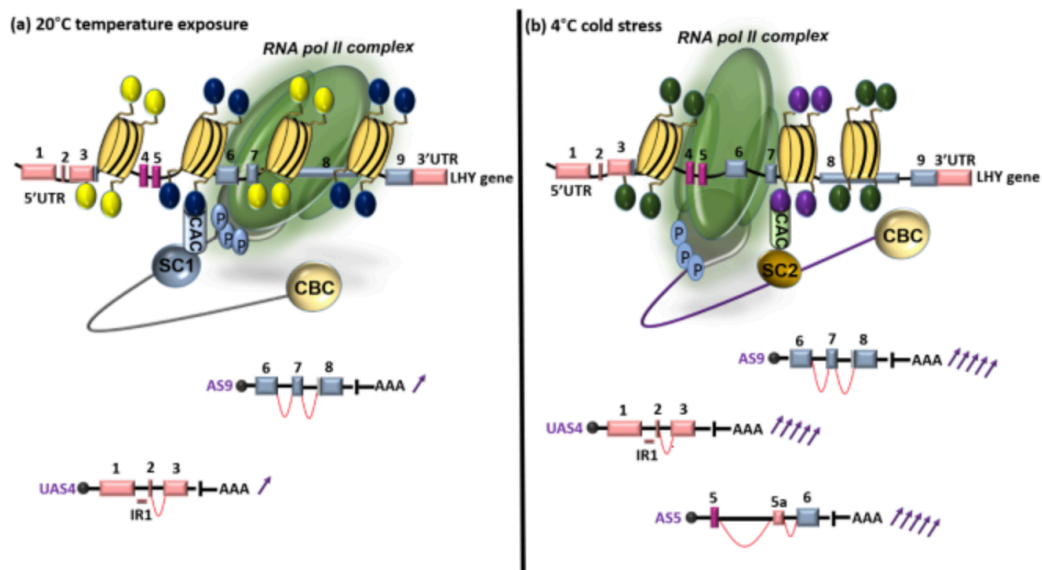 (a) 20°C temperature exposure
RNA pol II complex
1 2 3 4 5 6 7 8 9 3'UTR
LHY gene
5'UTR
CAC
P
P
P
SC1
CBC
6 7 8
AS9 AAA
1 2 3
UAS4 AAA
IR1
(b) 4°C cold stress
RNA pol II complex
1 2 3 4 5 6 7 8 9 3'UTR
LHY gene
5'UTR
CAC
P
P
P
CBC
SC2
6 7 8
AS9 AAA
1 2 3
UAS4 AAA
IR1
5 5a 6
AS5 AAA